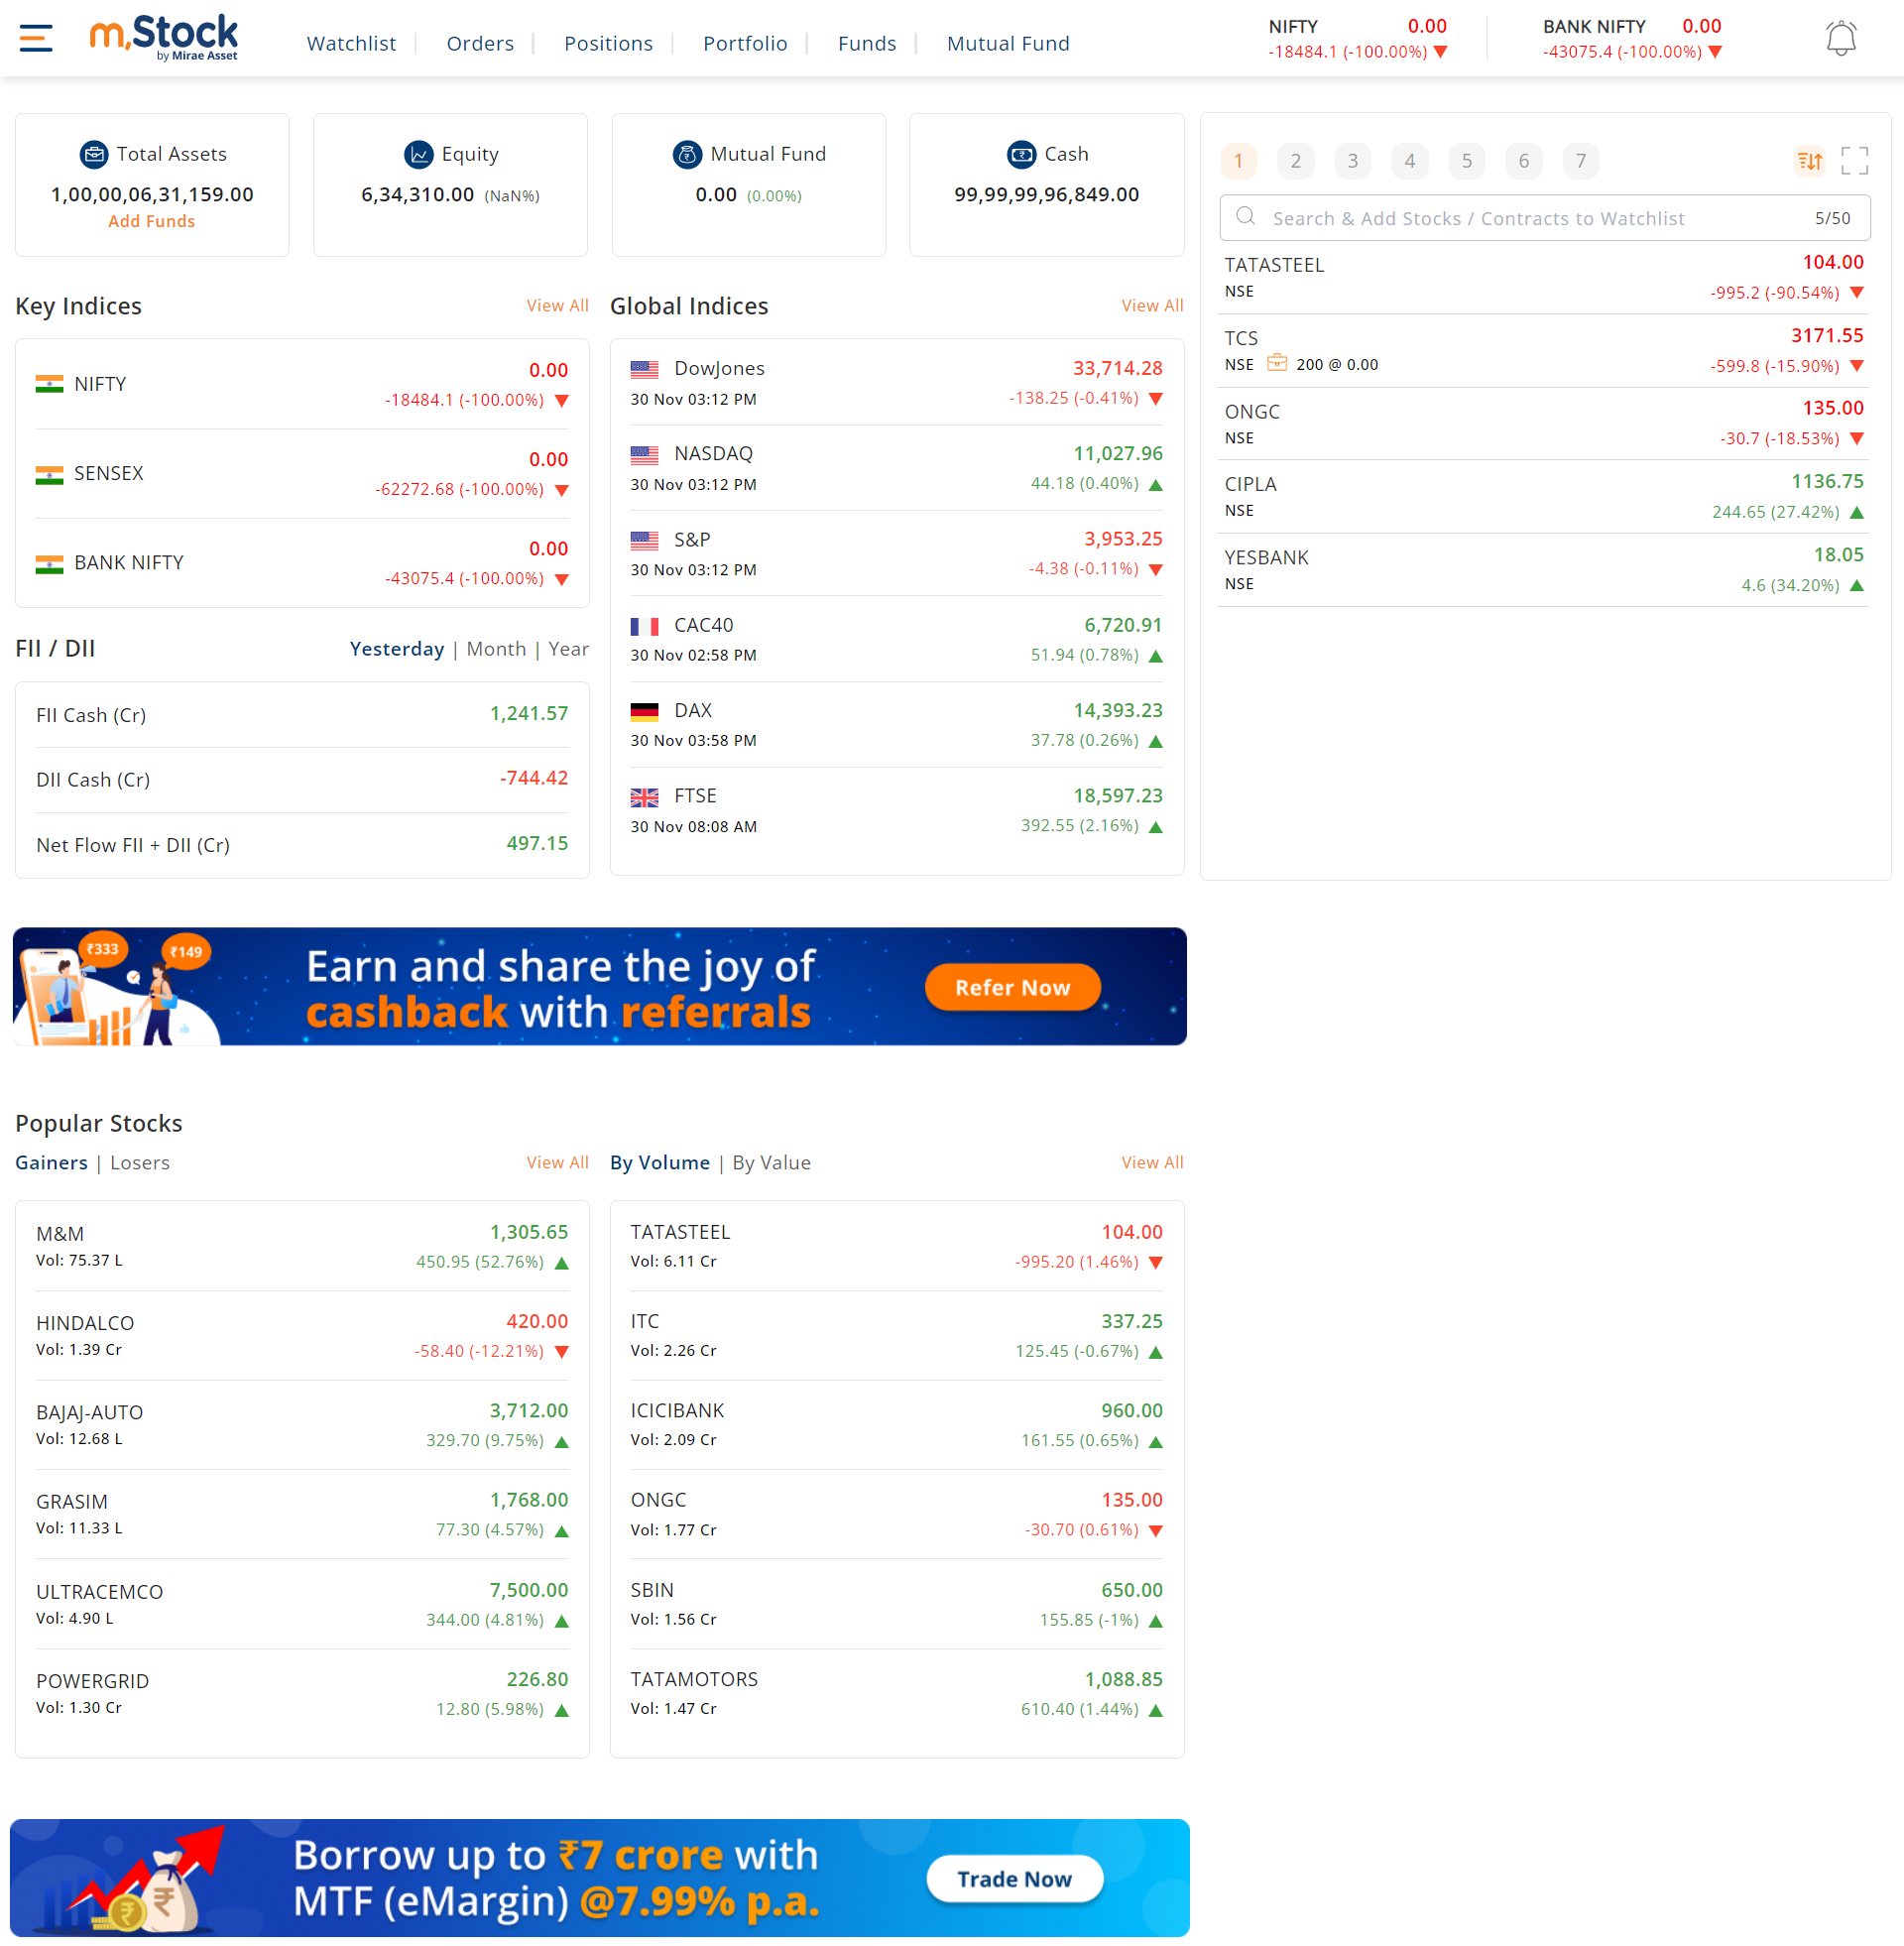 m.Stock
by Mirae Asset
Watchlist | Orders | Positions | Portfolio | Funds | Mutual Fund
NIFTY 0.00
-18484.1 (-100.00%)
BANK NIFTY 0.00
-43075.4 (-100.00%)
Total Assets
1,00,00,06,31,159.00
Add Funds
Equity
6,34,310.00 (NaN%)
Mutual Fund
0.00 (0.00%)
Cash
99,99,99,96,849.00
Key Indices View All
NIFTY 0.00
-18484.1 (-100.00%)
SENSEX 0.00
-62272.68 (-100.00%)
BANK NIFTY 0.00
-43075.4 (-100.00%)
FII / DII Yesterday | Month | Year
FII Cash (Cr) 1,241.57
DII Cash (Cr) -744.42
Net Flow FII + DII (Cr) 497.15
Global Indices View All
DowJones 33,714.28
30 Nov 03:12 PM -138.25 (-0.41%)
NASDAQ 11,027.96
30 Nov 03:12 PM 44.18 (0.40%)
S&P 3,953.25
30 Nov 03:12 PM -4.38 (-0.11%)
CAC40 6,720.91
30 Nov 02:58 PM 51.94 (0.78%)
DAX 14,393.23
30 Nov 03:58 PM 37.78 (0.26%)
FTSE 18,597.23
30 Nov 08:08 AM 392.55 (2.16%)
1 2 3 4 5 6 7
Search & Add Stocks / Contracts to Watchlist 5/50
TATASTEEL 104.00
NSE -995.2 (-90.54%)
TCS 3171.55
NSE 200 @ 0.00 -599.8 (-15.90%)
ONGC 135.00
NSE -30.7 (-18.53%)
CIPLA 1136.75
NSE 244.65 (27.42%)
YESBANK 18.05
NSE 4.6 (34.20%)
₹333
₹149
Earn and share the joy of
cashback with referrals
Refer Now
Popular Stocks
Gainers | Losers View All
M&M 1,305.65
Vol: 75.37 L 450.95 (52.76%)
HINDALCO 420.00
Vol: 1.39 Cr -58.40 (-12.21%)
BAJAJ-AUTO 3,712.00
Vol: 12.68 L 329.70 (9.75%)
GRASIM 1,768.00
Vol: 11.33 L 77.30 (4.57%)
ULTRACEMCO 7,500.00
Vol: 4.90 L 344.00 (4.81%)
POWERGRID 226.80
Vol: 1.30 Cr 12.80 (5.98%)
By Volume | By Value View All
TATASTEEL 104.00
Vol: 6.11 Cr -995.20 (1.46%)
ITC 337.25
Vol: 2.26 Cr 125.45 (-0.67%)
ICICIBANK 960.00
Vol: 2.09 Cr 161.55 (0.65%)
ONGC 135.00
Vol: 1.77 Cr -30.70 (0.61%)
SBIN 650.00
Vol: 1.56 Cr 155.85 (-1%)
TATAMOTORS 1,088.85
Vol: 1.47 Cr 610.40 (1.44%)
Borrow up to ₹7 crore with
MTF (eMargin) @7.99% p.a.
Trade Now